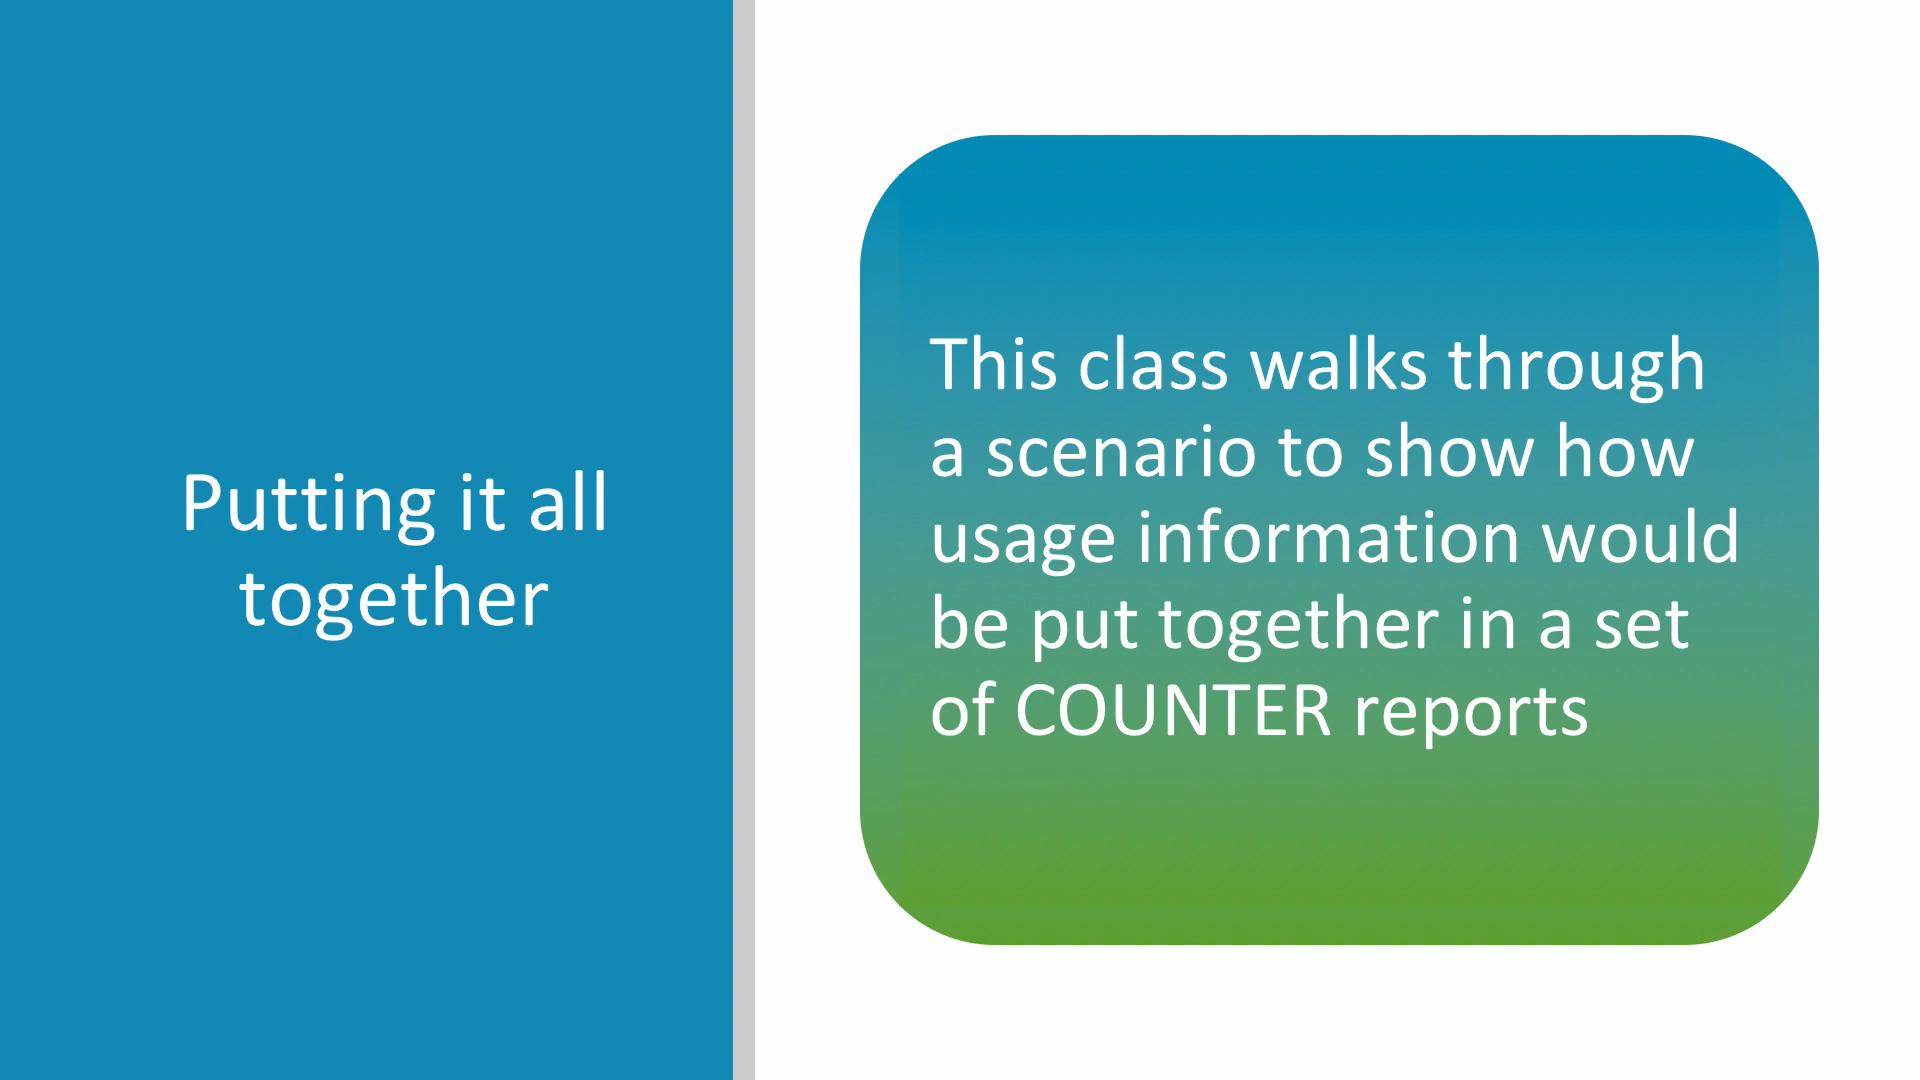 Putting it all
together
This class walks through
a scenario to show how
usage information would
be put together in a set
of COUNTER reports